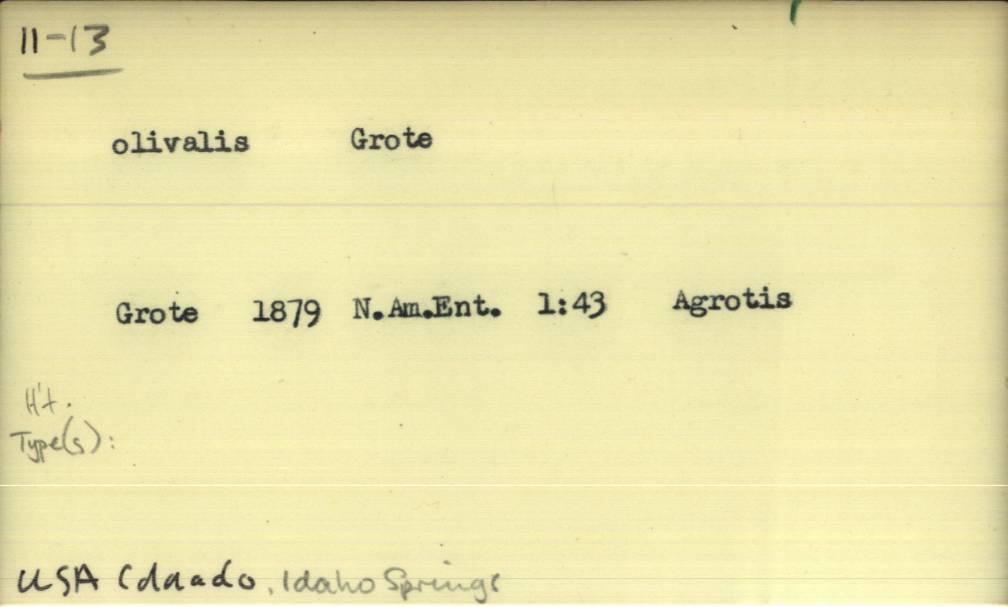 11-13
olivalis Grote
Grote 1879 N.Am.Ent. 1:43 Agrotis
H't.
Type(s):
USA Colorado, Idaho Springs